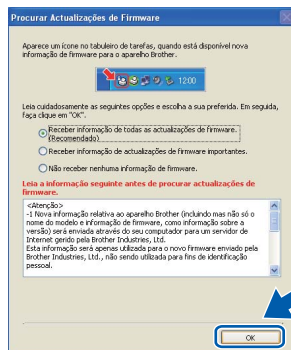 Procurar Actualizações de Firmware
Aparece um ícone no tabuleiro de tarefas, quando está disponível nova
informação de firmware para o aparelho Brother.
12:00
Leia cuidadosamente as seguintes opções e escolha a sua preferida. Em seguida,
faça clique em "OK".
Receber informação de todas as actualizações de firmware.
(Recomendado)
Receber informação de actualizações de firmware importantes.
Não receber nenhuma informação de firmware.
Leia a informação seguinte antes de procurar actualizações de
firmware.
<Atenção>
-1 Nova informação relativa ao aparelho Brother (incluindo mas não só o
nome do modelo e informação de firmware, como informação sobre a
versão) será enviada através do seu computador para um servidor de
Internet gerido pela Brother Industries, Ltd.
Esta informação será apenas utilizada para o novo firmware enviado pela
Brother Industries, Ltd., não sendo utilizada para fins de identificação
pessoal.
OK